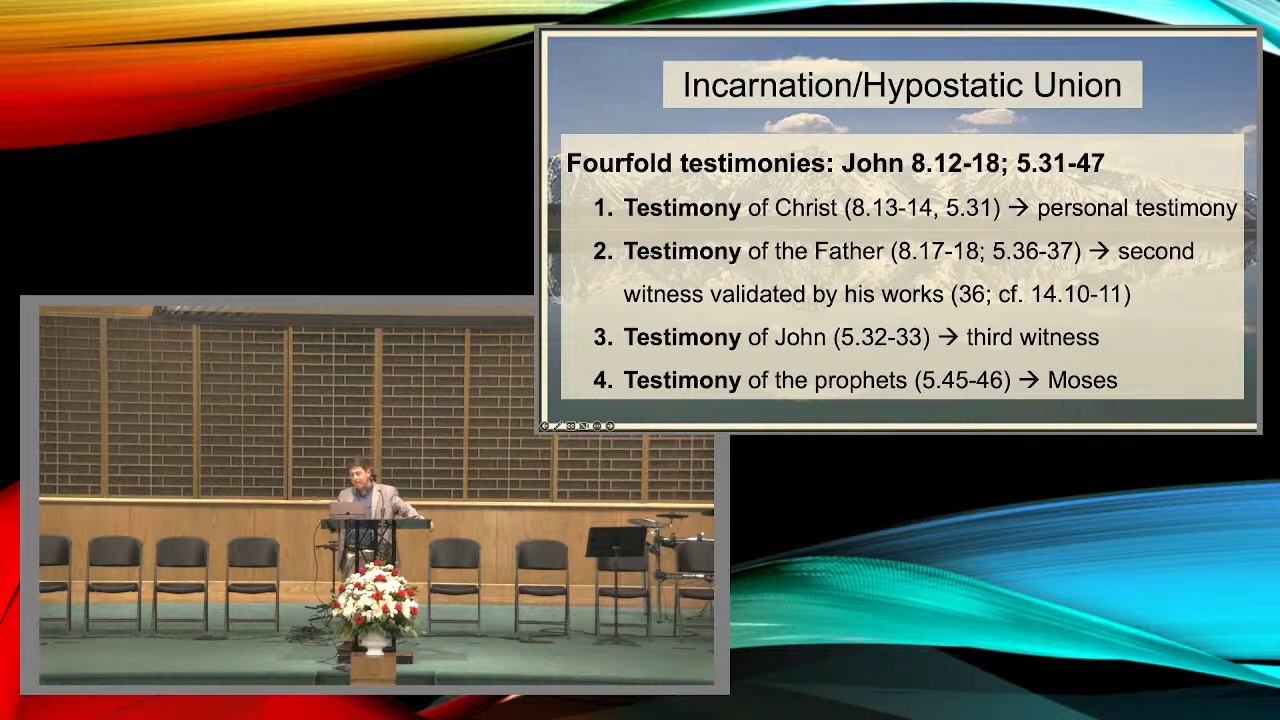 Incarnation/Hypostatic Union
Fourfold testimonies: John 8.12-18; 5.31-47
1. Testimony of Christ (8.13-14, 5.31) → personal testimony
2. Testimony of the Father (8.17-18; 5.36-37) → second
witness validated by his works (36; cf. 14.10-11)
3. Testimony of John (5.32-33) → third witness
4. Testimony of the prophets (5.45-46) → Moses